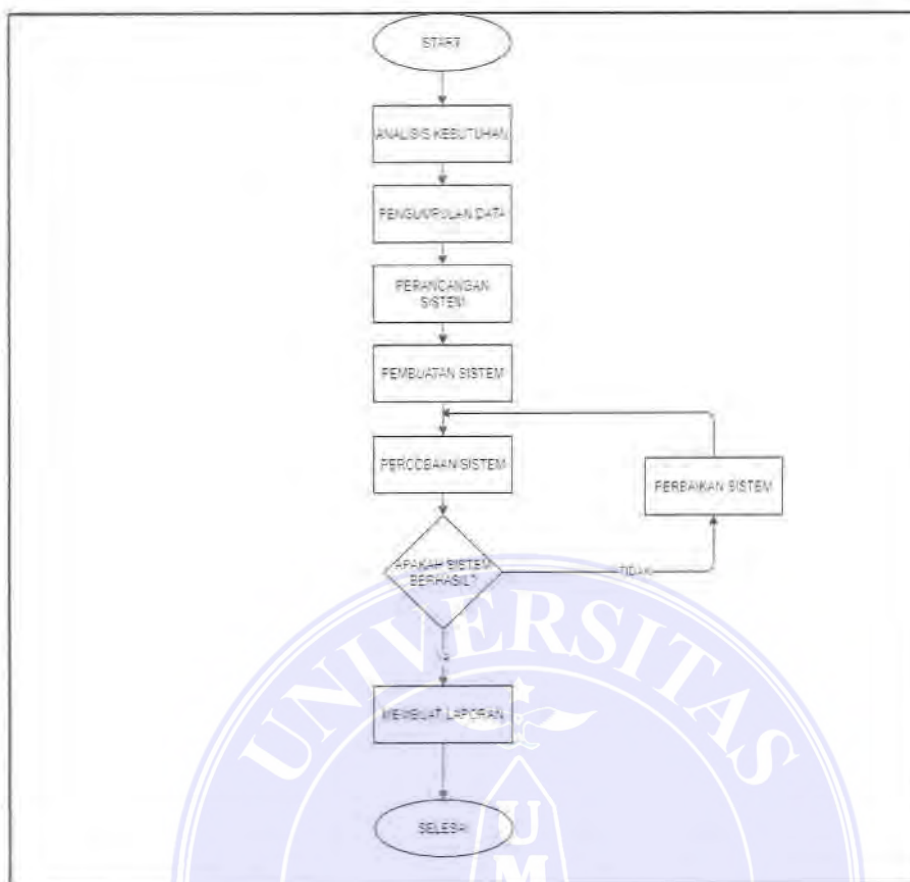 START
ANALISIS KEBUTUHAN
PENGUMPULAN DATA
PERANCANGAN
SISTEM
PEMBUATAN SISTEM
PERCOBAAN SISTEM
PERBAIKAN SISTEM
APAKAH SISTEM
BERHASIL?
TIDAK
YA
MEMBUAT LAPORAN
SELESAI
UNIVERSITAS
U
M